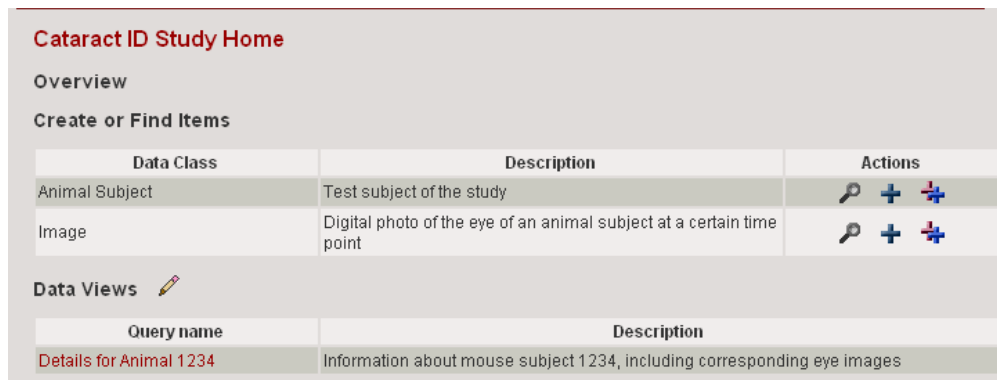 Cataract ID Study Home
Overview
Create or Find Items
Data Class Description Actions
Animal Subject Test subject of the study
Image Digital photo of the eye of an animal subject at a certain time
point
Data Views
Query name Description
Details for Animal 1234 Information about mouse subject 1234, including corresponding eye images